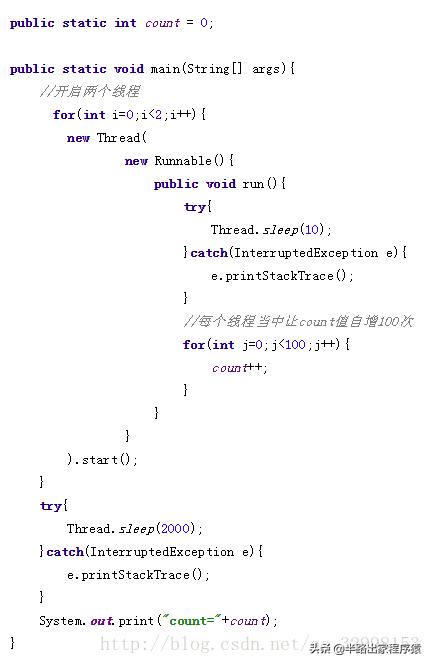 public static int count = 0;
public static void main(String[] args){
//开启两个线程
for(int i=0;i<2;i++){
new Thread(
new Runnable(){
public void run(){
try{
Thread.sleep(10);
}catch(InterruptedException e){
e.printStackTrace();
}
//每个线程当中让count值自增100次
for(int j=0;j<100;j++){
count++;
}
}
}
).start();
}
try{
Thread.sleep(2000);
}catch(InterruptedException e){
e.printStackTrace();
}
System.out.print("count="+count);
}
http://blog.csdn.net/
头条@半路出家程序猿